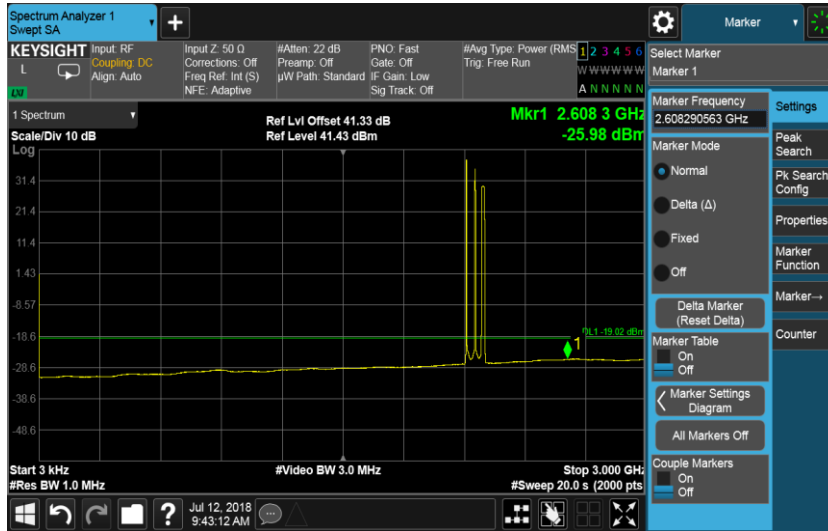 Spectrum Analyzer 1
Swept SA
Marker
KEYSIGHT
L
LXI
Input: RF
Coupling: DC
Align: Auto
Input Z: 50 Ω
Corrections: Off
Freq Ref: Int (S)
NFE: Adaptive
#Atten: 22 dB
Preamp: Off
µW Path: Standard
PNO: Fast
Gate: Off
IF Gain: Low
Sig Track: Off
#Avg Type: Power (RMS
Trig: Free Run
1 2 3 4 5 6
W W W W W W
A N N N N N
1 Spectrum
Scale/Div 10 dB
Log
Ref Lvl Offset 41.33 dB
Ref Level 41.43 dBm
Mkr1 2.608 3 GHz
-25.98 dBm
31.4
21.4
11.4
1.43
-8.57
-18.6
-28.6
-38.6
-48.6
DL1 -19.02 dBm
1
Start 3 kHz
#Res BW 1.0 MHz
#Video BW 3.0 MHz
Stop 3.000 GHz
#Sweep 20.0 s (2000 pts
Select Marker
Marker 1
Marker Frequency
2.608290563 GHz
Marker Mode
Normal
Delta (Δ)
Fixed
Off
Delta Marker
(Reset Delta)
Marker Table
On
Off
Marker Settings
Diagram
All Markers Off
Couple Markers
On
Off
Settings
Peak
Search
Pk Search
Config
Properties
Marker
Function
Marker→
Counter
?
Jul 12, 2018
9:43:12 AM